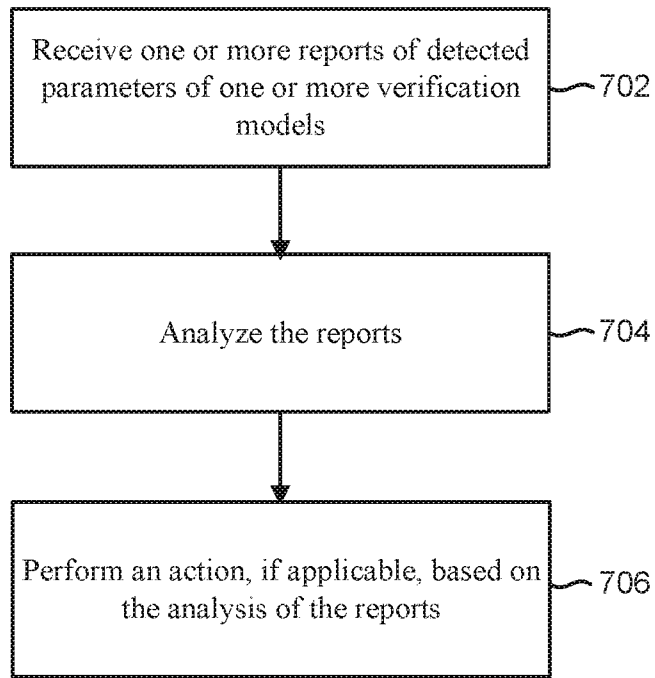 Receive one or more reports of detected
parameters of one or more verification
models
702
Analyze the reports
704
Perform an action, if applicable, based on
the analysis of the reports
706